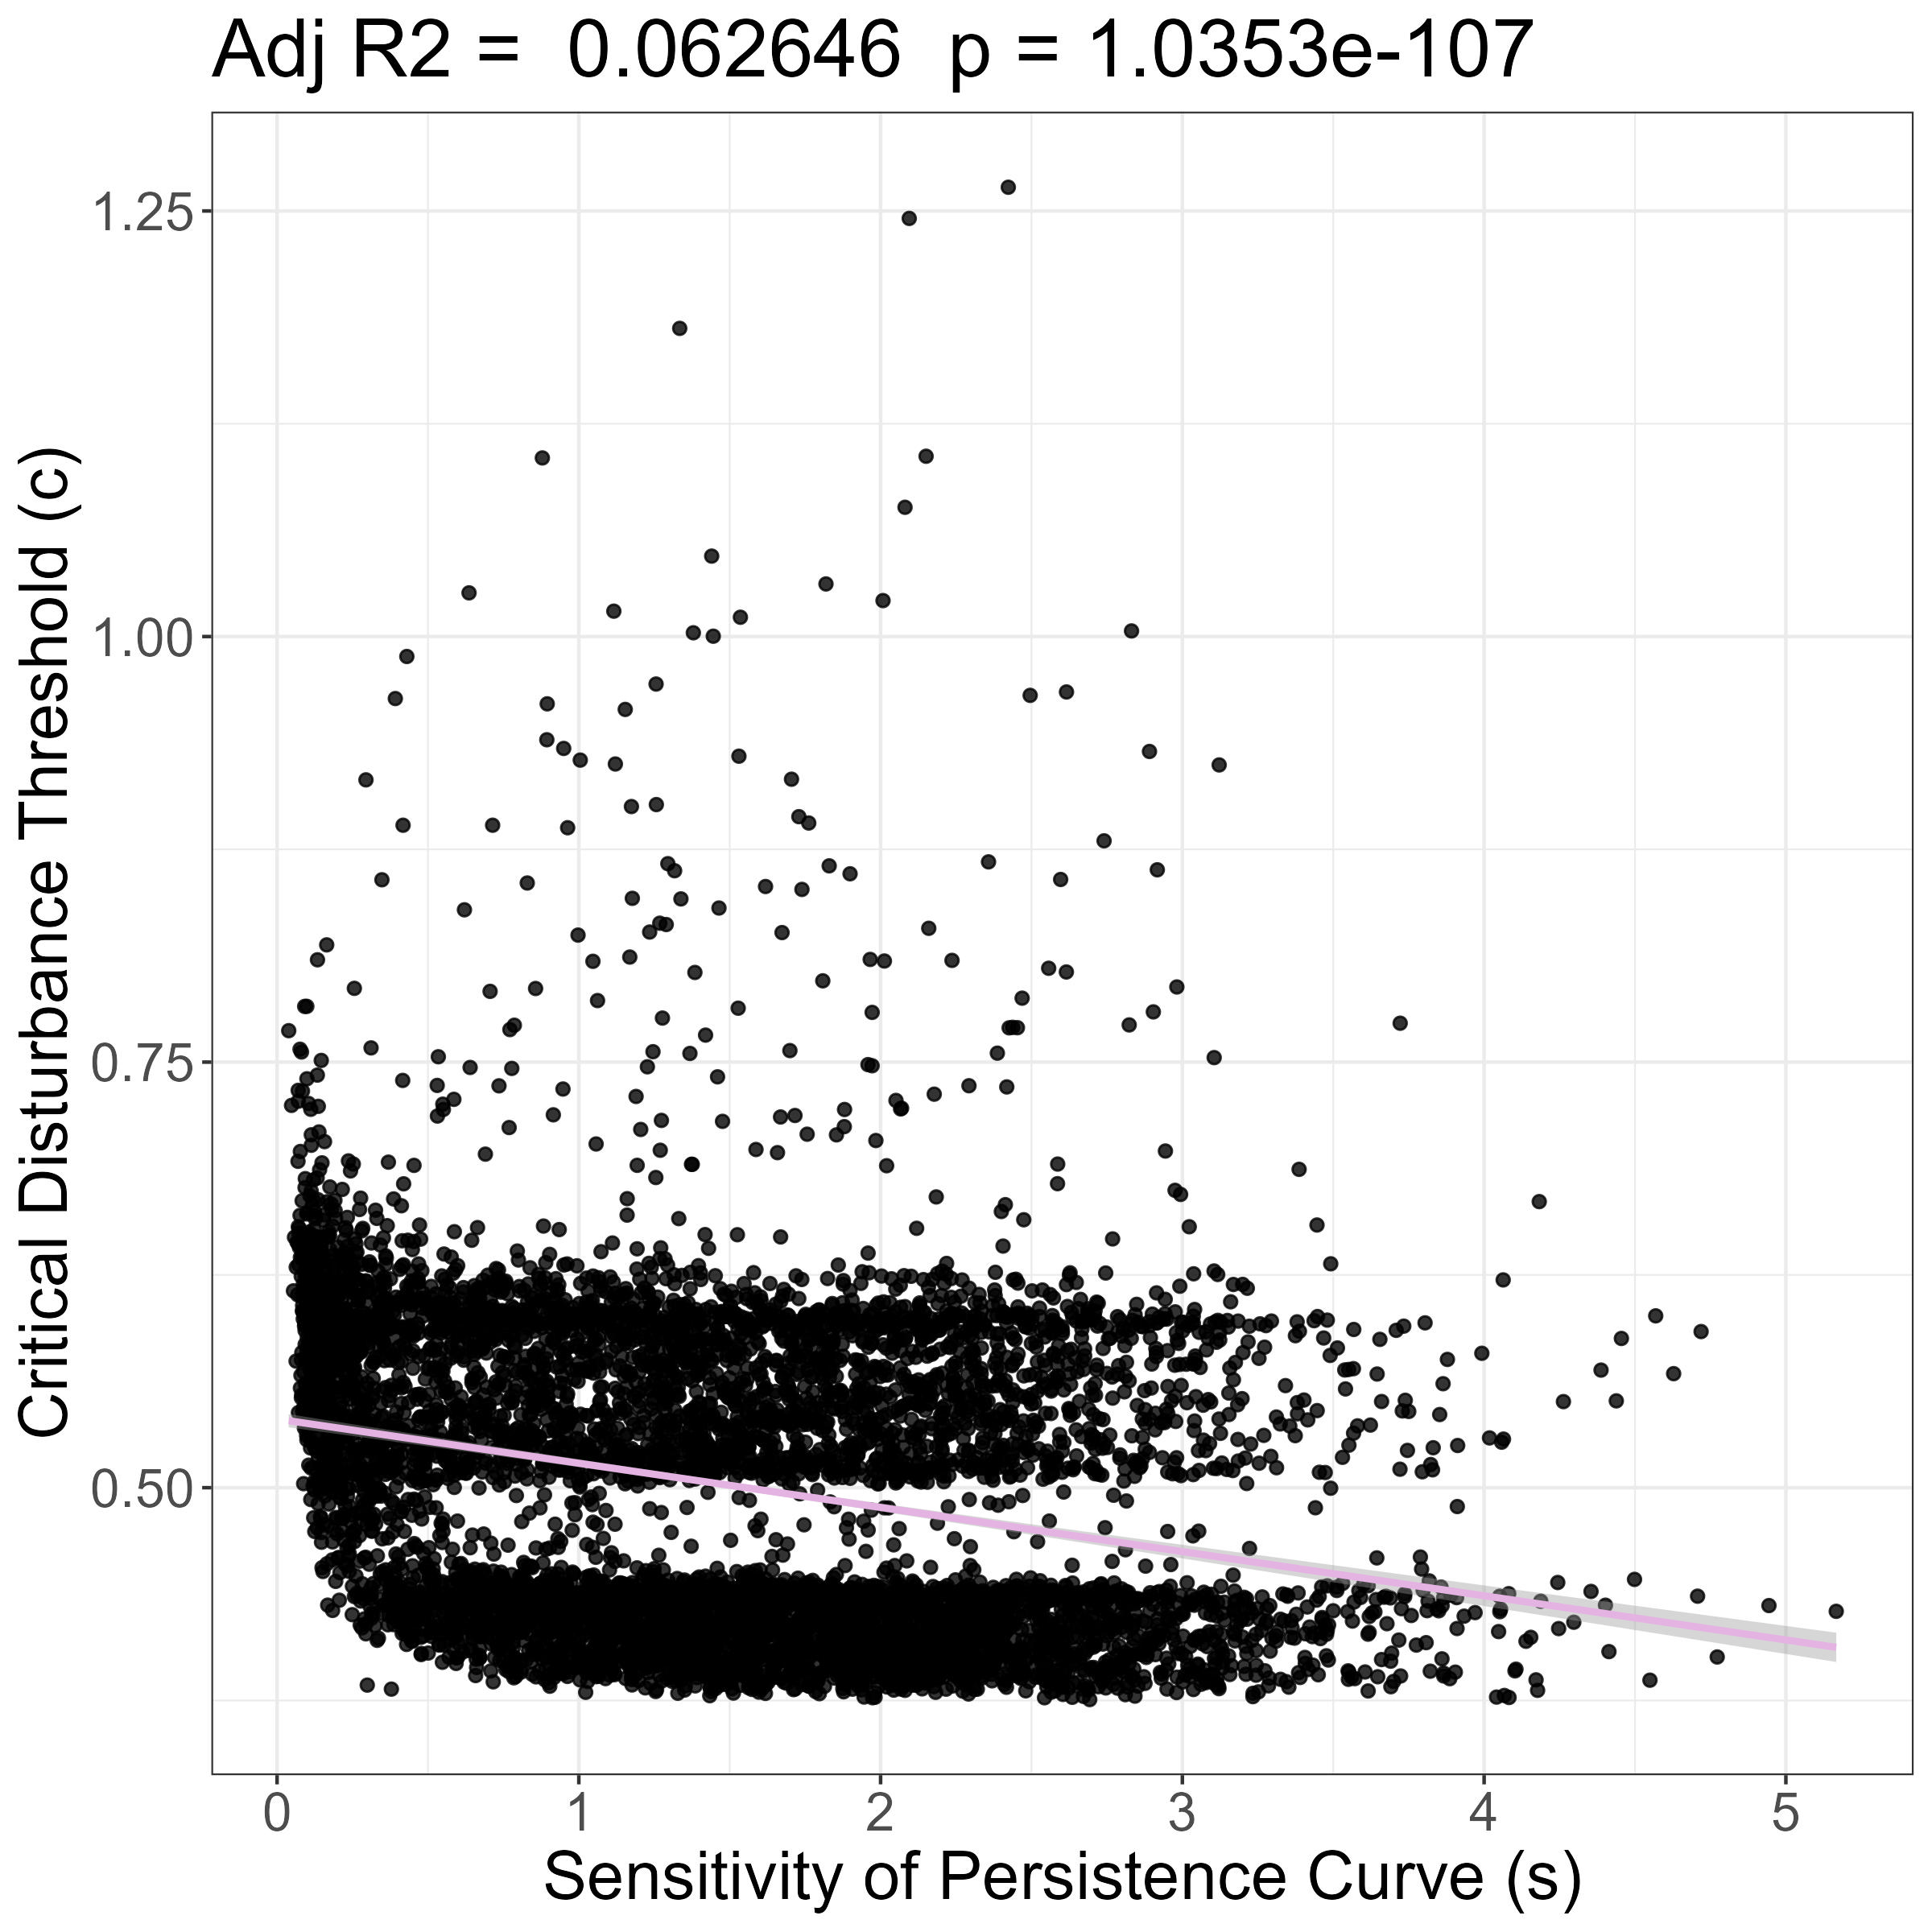 Adj R2 =  0.062646  p = 1.0353e-107
Critical Disturbance Threshold (c)
1.25
1.00
0.75
0.50
0 1 2 3 4 5
Sensitivity of Persistence Curve (s)